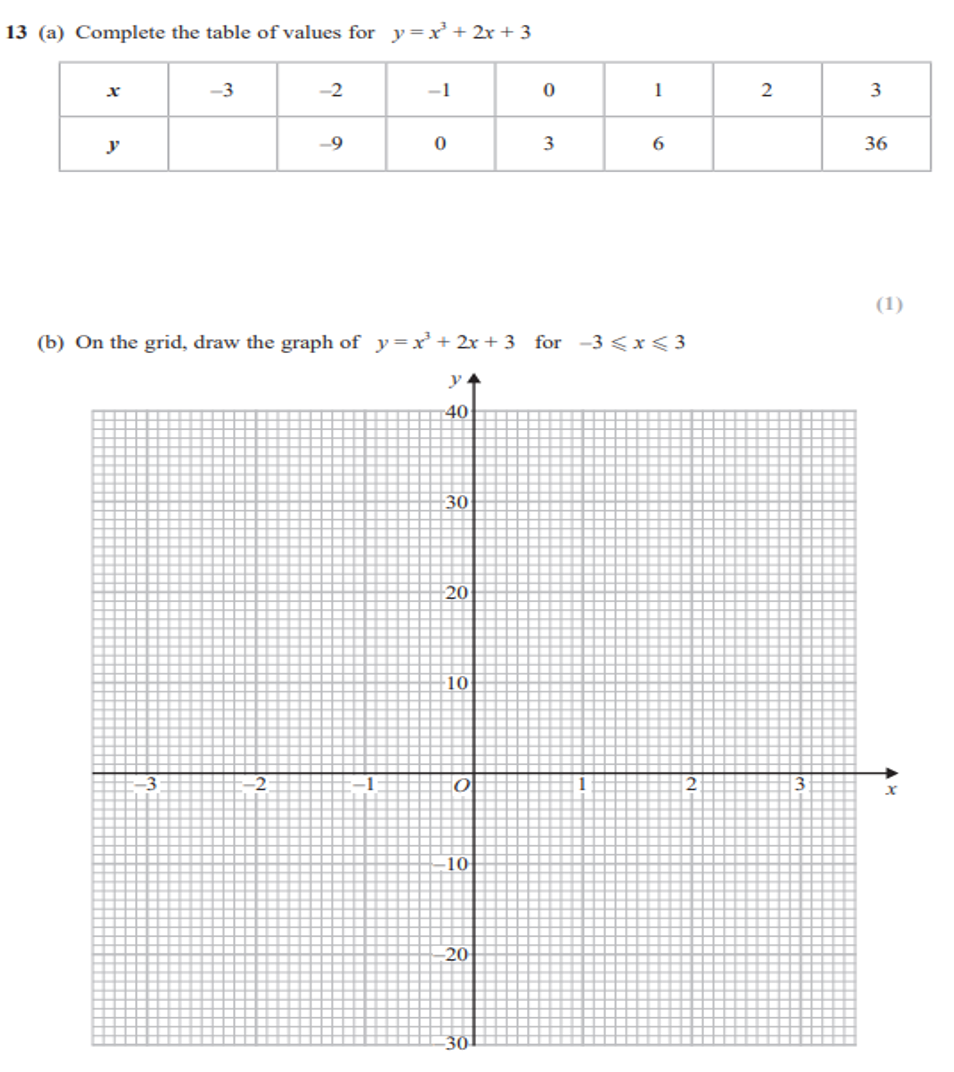 13 (a) Complete the table of values for y = x³ + 2x + 3
x −3 −2 −1 0 1 2 3
y −9 0 3 6 36
(1)
(b) On the grid, draw the graph of y = x³ + 2x + 3 for −3 ⩽ x ⩽ 3
y
40
30
20
10
−3 −2 −1 O 1 2 3 x
−10
−20
−30